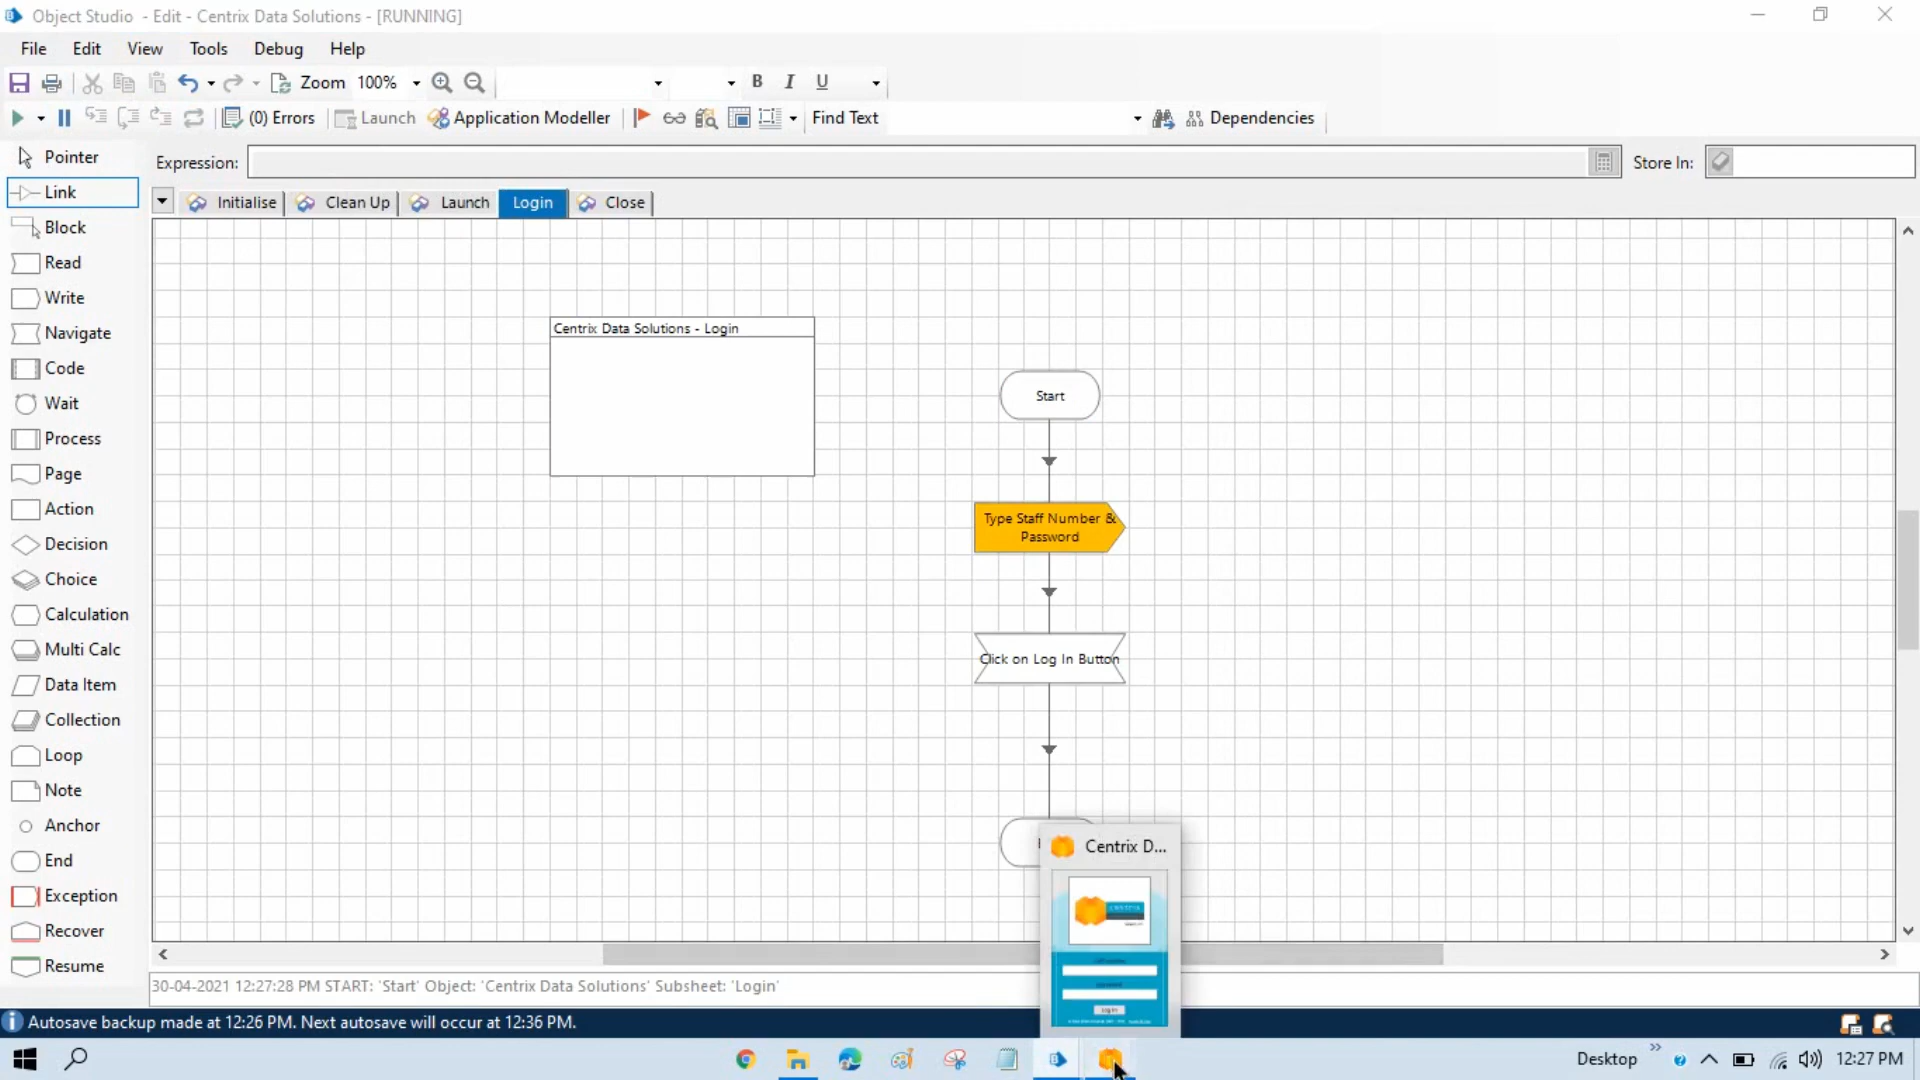 Object Studio - Edit - Centrix Data Solutions - [RUNNING]
File Edit View Tools Debug Help
Zoom 100% B I U
(0) Errors Launch Application Modeller Find Text Dependencies
Pointer
Expression: Store In:
Link
Initialise Clean Up Launch Login Close
Block
Read
Write
Navigate
Code
Wait
Process
Page
Action
Decision
Choice
Calculation
Multi Calc
Data Item
Collection
Loop
Note
Anchor
End
Exception
Recover
Resume
Centrix Data Solutions - Login
Start
Type Staff Number &
Password
Click on Log In Button
Centrix D...
CENTRIX
Log In
30-04-2021 12:27:28 PM START: 'Start' Object: 'Centrix Data Solutions' Subsheet: 'Login'
Autosave backup made at 12:26 PM. Next autosave will occur at 12:36 PM.
Desktop 12:27 PM